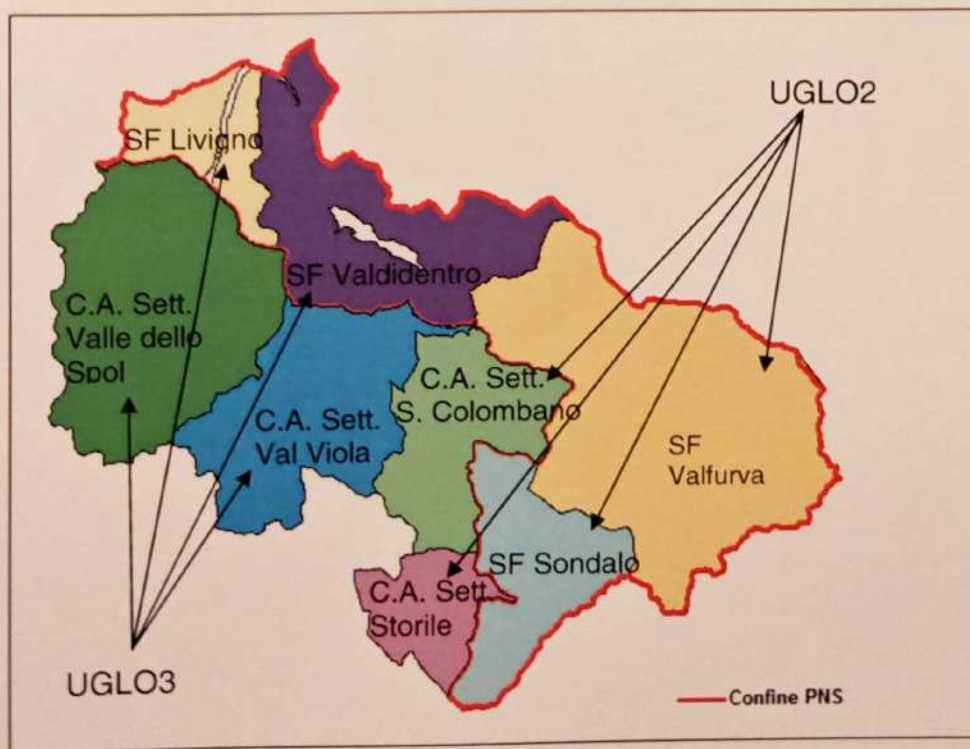 UGLO2
SF Livigno
SF Valdidentro
C.A. Sett.
Valle dello
Spol
C.A. Sett.
S. Colombano
C.A. Sett.
Val Viola
SF
Valfurva
SF Sondalo
C.A. Sett.
Storile
UGLO3
Confine PNS